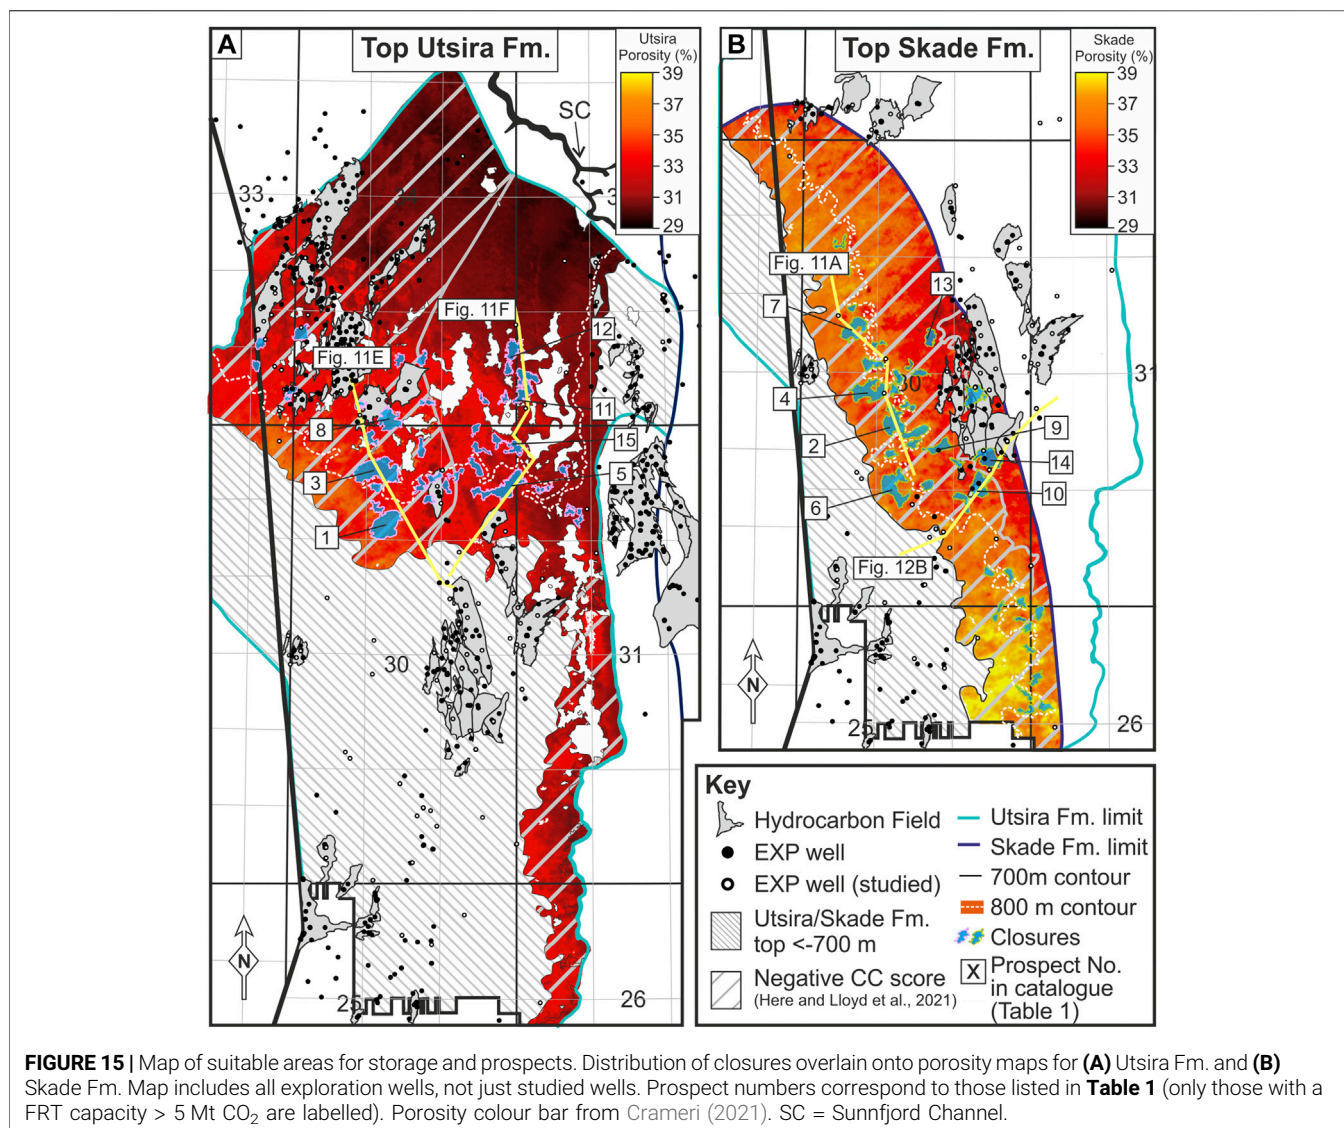 A
Top Utsira Fm.
Utsira
Porosity (%)
39
37
35
33
31
29
SC
33
Fig. 11F
Fig. 11E
12
11
8
15
3
5
1
30
31
25
26
N
B
Top Skade Fm.
Skade
Porosity (%)
39
37
35
33
31
29
Fig. 11A
13
7
30
31
4
2
9
14
6
10
Fig. 12B
N
25
26
Key
Hydrocarbon Field
EXP well
EXP well (studied)
Utsira/Skade Fm.
top <-700 m
Negative CC score
(Here and Lloyd et al., 2021)
Utsira Fm. limit
Skade Fm. limit
700m contour
800 m contour
Closures
X
Prospect No.
in catalogue
(Table 1)
FIGURE 15 | Map of suitable areas for storage and prospects. Distribution of closures overlain onto porosity maps for (A) Utsira Fm. and (B)
Skade Fm. Map includes all exploration wells, not just studied wells. Prospect numbers correspond to those listed in Table 1 (only those with a
FRT capacity > 5 Mt CO2 are labelled). Porosity colour bar from Crameri (2021). SC = Sunnfjord Channel.